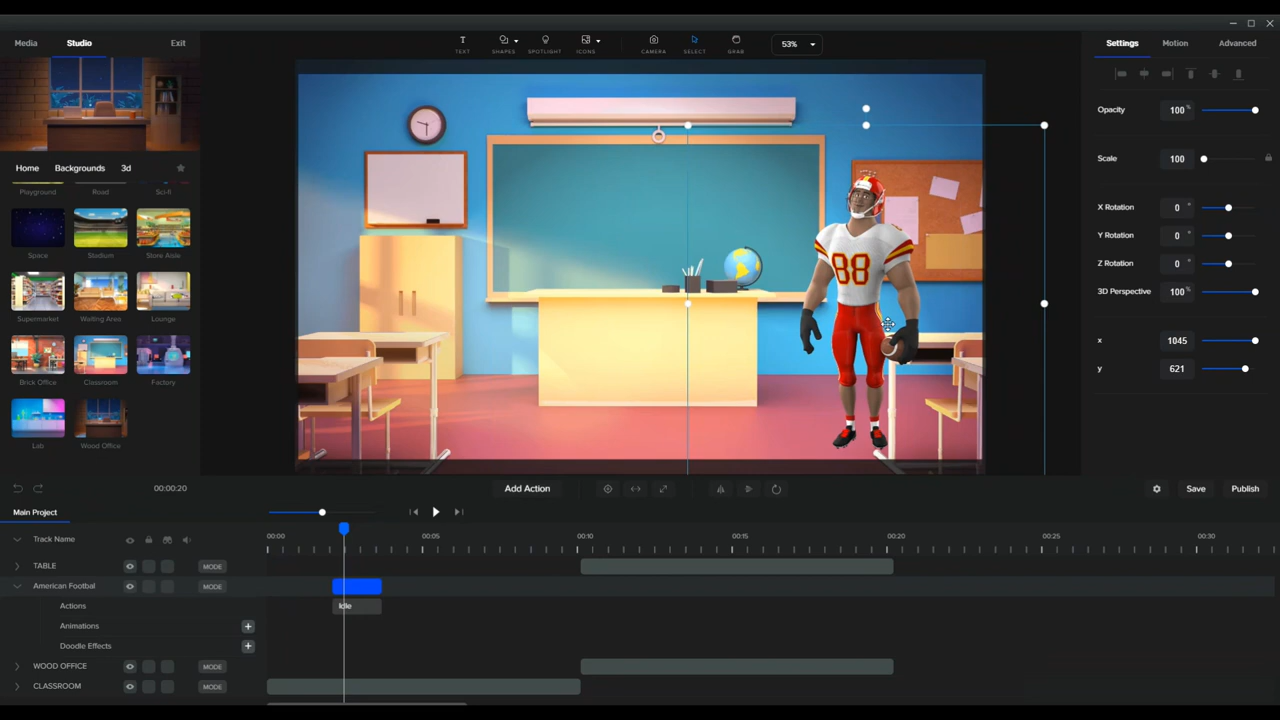 Media Studio Exit
TEXT SHAPES SPOTLIGHT ICONS CAMERA SELECT GRAB 53%
Settings Motion Advanced
Opacity 100 %
Scale 100
X Rotation 0 °
Y Rotation 0 °
Z Rotation 0 °
3D Perspective 100 %
x 1045
y 621
Home Backgrounds 3d
Playground Road Sci-fi
Space Stadium Store Aisle
Supermarket Waiting Area Lounge
Brick Office Classroom Factory
Lab Wood Office
88
00:00:20 Add Action Save Publish
Main Project
Track Name 00:00 00:05 00:10 00:15 00:20 00:25 00:30
TABLE MODE
American Footbal MODE
Actions Idle
Animations +
Doodle Effects +
WOOD OFFICE MODE
CLASSROOM MODE